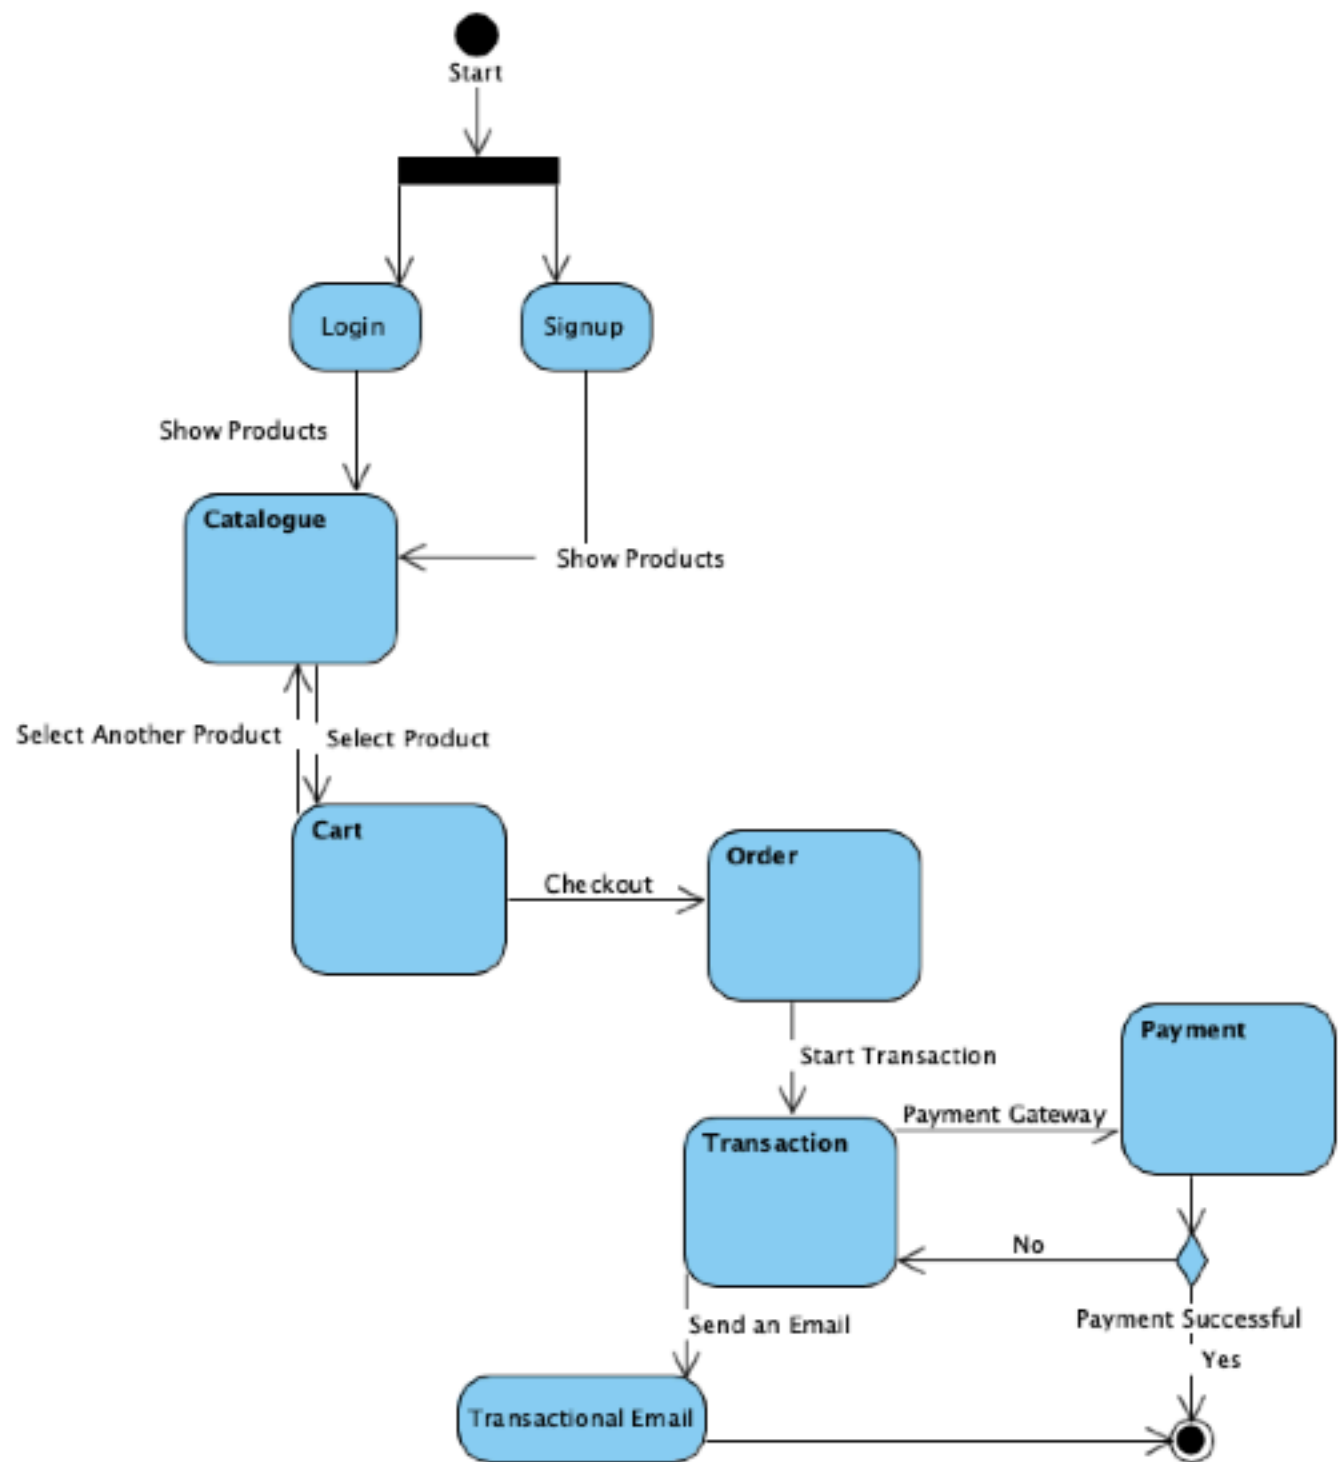 Start
Login
Signup
Show Products
Catalogue
Show Products
Select Another Product
Select Product
Cart
Order
Checkout
Payment
Start Transaction
Payment Gateway
Transaction
No
Payment Successful
Send an Email
Yes
Transactional Email